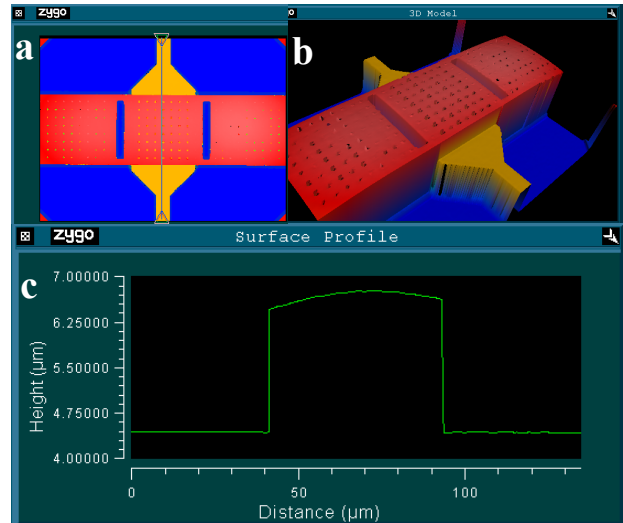 zygo
a
3D Model
b
zygo Surface Profile
c
7.00000
6.25000
5.50000
4.75000
4.00000
Height (µm)
0 50 100
Distance (µm)